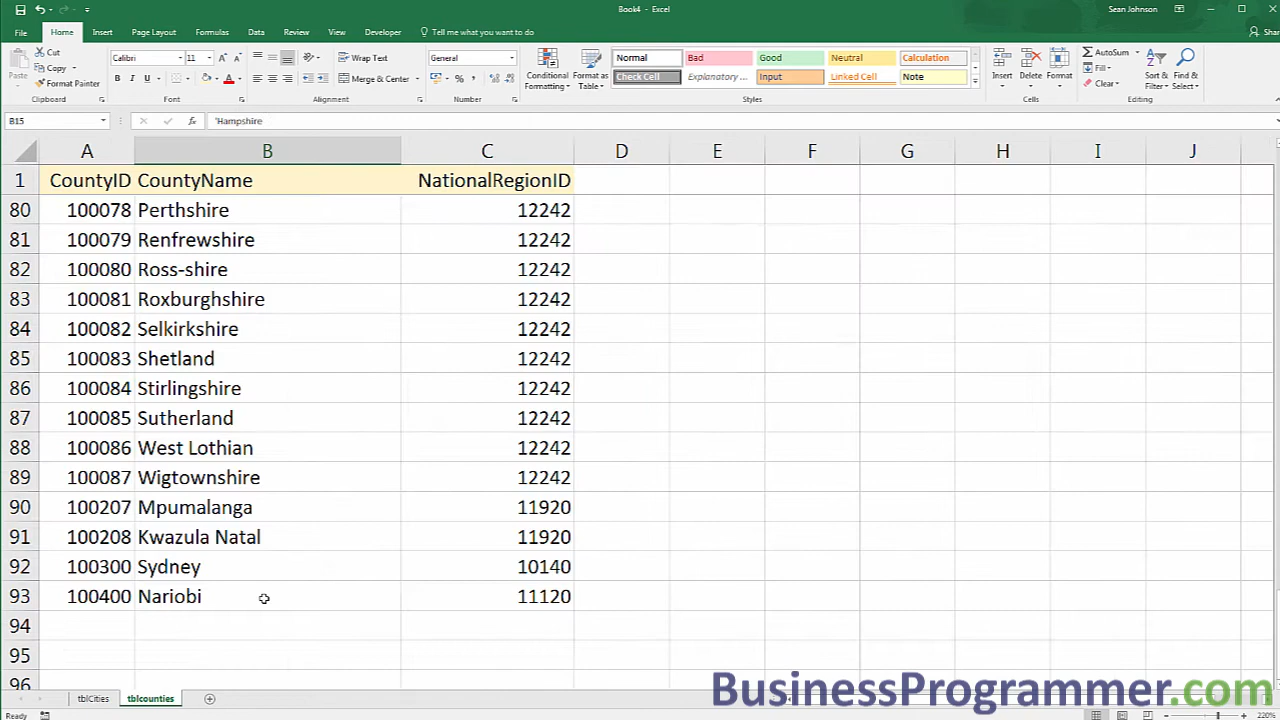 Book4 - Excel
Sean Johnson
File Home Insert Page Layout Formulas Data Review View Developer Tell me what you want to do...
Cut
Copy
Format Painter
Paste
Clipboard
Calibri 11
Font
Wrap Text
Merge & Center
Alignment
General
Number
Conditional Formatting
Format as Table
Normal Bad Good Neutral Calculation
Check Cell Explanatory ... Input Linked Cell Note
Styles
Insert Delete Format
Cells
AutoSum
Fill
Clear
Sort & Filter
Find & Select
Editing
B15 fx 'Hampshire
A B C D E F G H I J
1 CountyID CountyName NationalRegionID
80 100078 Perthshire 12242
81 100079 Renfrewshire 12242
82 100080 Ross-shire 12242
83 100081 Roxburghshire 12242
84 100082 Selkirkshire 12242
85 100083 Shetland 12242
86 100084 Stirlingshire 12242
87 100085 Sutherland 12242
88 100086 West Lothian 12242
89 100087 Wigtownshire 12242
90 100207 Mpumalanga 11920
91 100208 Kwazula Natal 11920
92 100300 Sydney 10140
93 100400 Nariobi 11120
94
95
96
tblCities tblcounties
BusinessProgrammer.com
Ready 220%